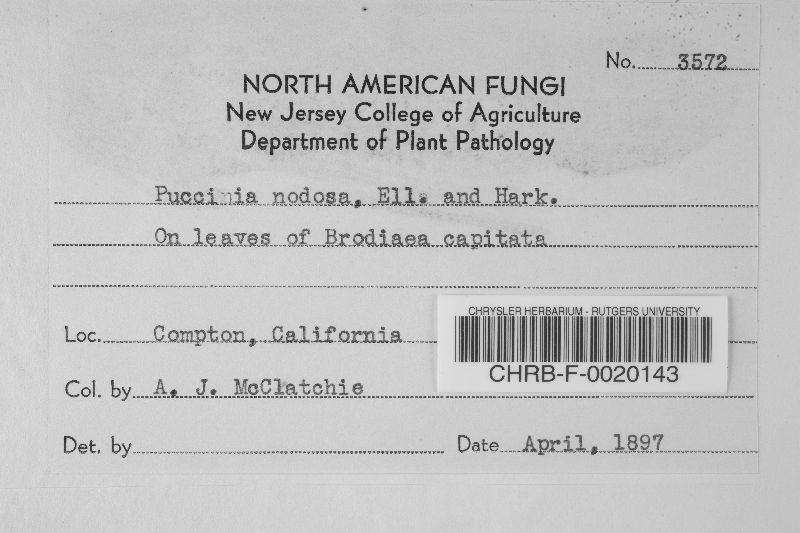 No. 3572
NORTH AMERICAN FUNGI
New Jersey College of Agriculture
Department of Plant Pathology
Puccinia nodosa, Ell. and Hark.
On leaves of Brodiaea capitata
Loc. Compton, California
CHRYSLER HERBARIUM - RUTGERS UNIVERSITY
CHRB-F-0020143
Col. by A. J. McClatchie
Det. by
Date April, 1897